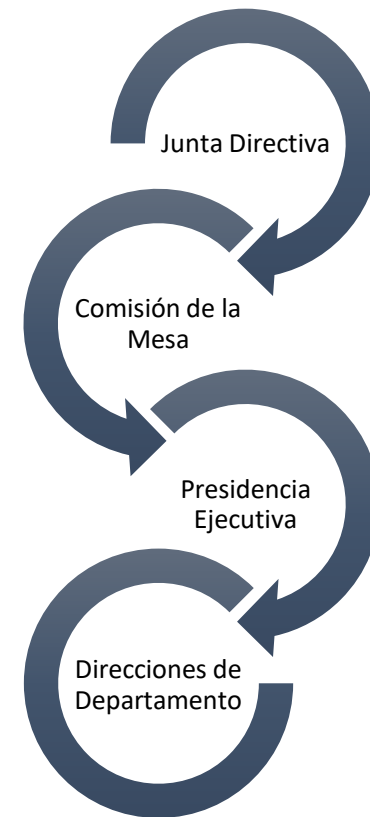 Junta Directiva
Comisión de la
Mesa
Presidencia
Ejecutiva
Direcciones de
Departamento